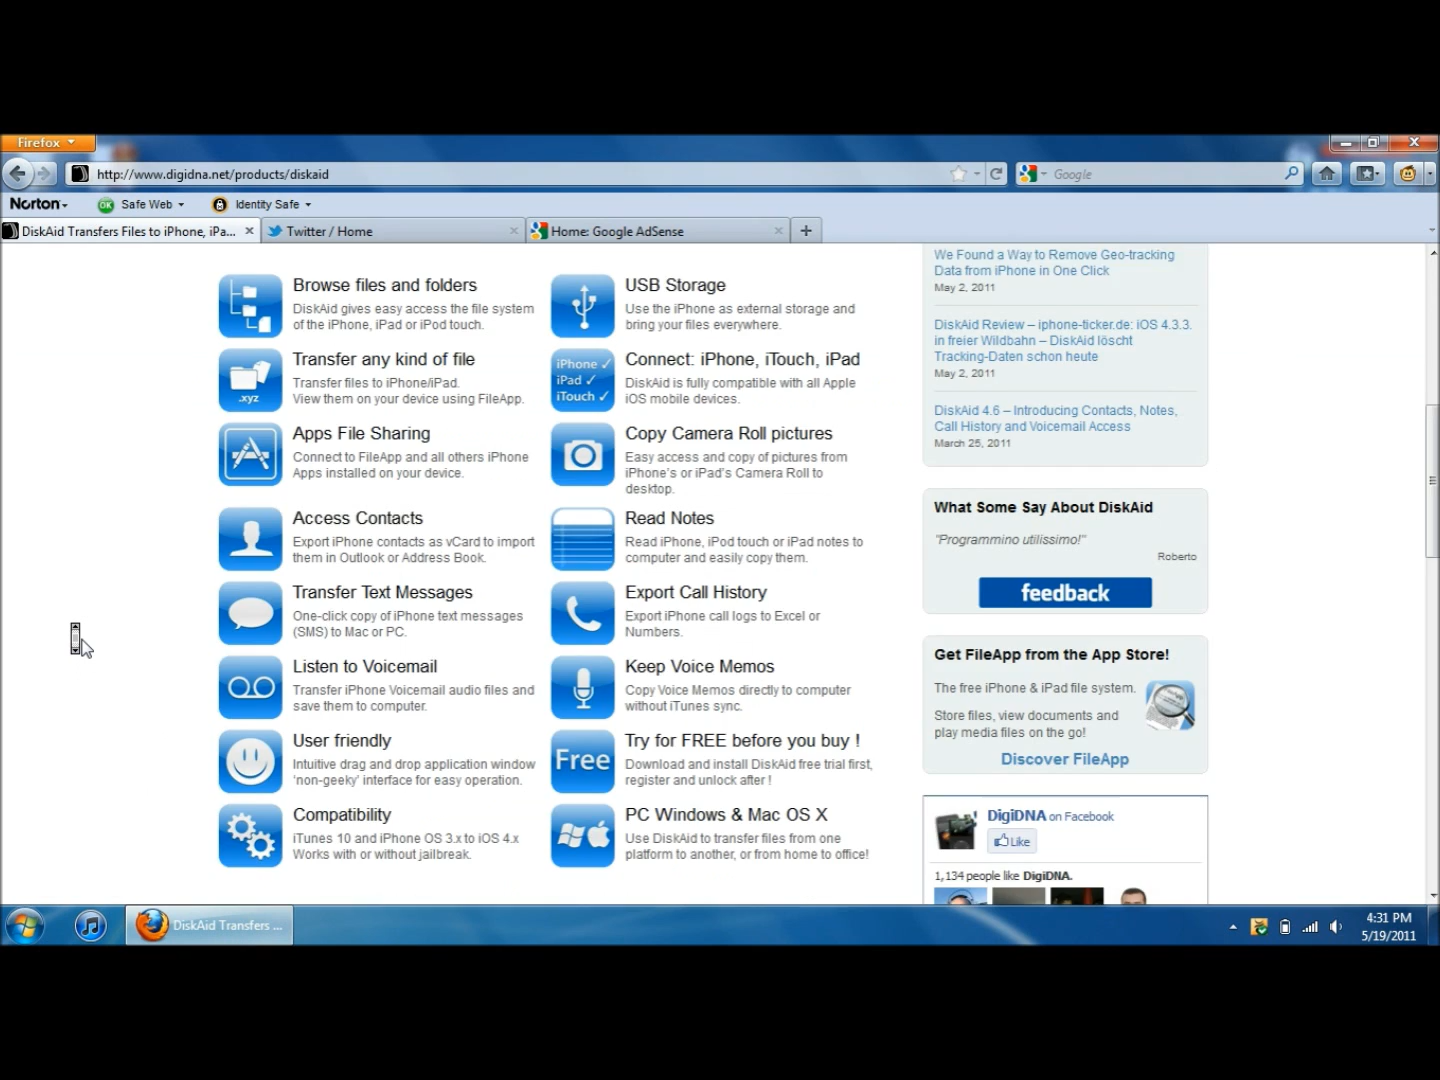 Firefox
http://www.digidna.net/products/diskaid
Google
Norton
OK Safe Web
Identity Safe
DiskAid Transfers Files to iPhone, iPa...
Twitter / Home
Home: Google AdSense
Browse files and folders
DiskAid gives easy access the file system
of the iPhone, iPad or iPod touch.
USB Storage
Use the iPhone as external storage and
bring your files everywhere.
.xyz
Transfer any kind of file
Transfer files to iPhone/iPad.
View them on your device using FileApp.
iPhone ✓
iPad ✓
iTouch ✓
Connect: iPhone, iTouch, iPad
DiskAid is fully compatible with all Apple
iOS mobile devices.
Apps File Sharing
Connect to FileApp and all others iPhone
Apps installed on your device.
Copy Camera Roll pictures
Easy access and copy of pictures from
iPhone's or iPad's Camera Roll to
desktop.
Access Contacts
Export iPhone contacts as vCard to import
them in Outlook or Address Book.
Read Notes
Read iPhone, iPod touch or iPad notes to
computer and easily copy them.
Transfer Text Messages
One-click copy of iPhone text messages
(SMS) to Mac or PC.
Export Call History
Export iPhone call logs to Excel or
Numbers.
Listen to Voicemail
Transfer iPhone Voicemail audio files and
save them to computer.
Keep Voice Memos
Copy Voice Memos directly to computer
without iTunes sync.
User friendly
Intuitive drag and drop application window
'non-geeky' interface for easy operation.
Free
Try for FREE before you buy !
Download and install DiskAid free trial first,
register and unlock after !
Compatibility
iTunes 10 and iPhone OS 3.x to iOS 4.x
Works with or without jailbreak.
PC Windows & Mac OS X
Use DiskAid to transfer files from one
platform to another, or from home to office!
We Found a Way to Remove Geo-tracking
Data from iPhone in One Click
May 2, 2011
DiskAid Review – iphone-ticker.de: iOS 4.3.3.
in freier Wildbahn – DiskAid löscht
Tracking-Daten schon heute
May 2, 2011
DiskAid 4.6 – Introducing Contacts, Notes,
Call History and Voicemail Access
March 25, 2011
What Some Say About DiskAid
"Programmino utilissimo!"
Roberto
feedback
Get FileApp from the App Store!
The free iPhone & iPad file system.
Store files, view documents and
play media files on the go!
Discover FileApp
DigiDNA on Facebook
Like
1,134 people like DigiDNA.
DiskAid Transfers ...
4:31 PM
5/19/2011